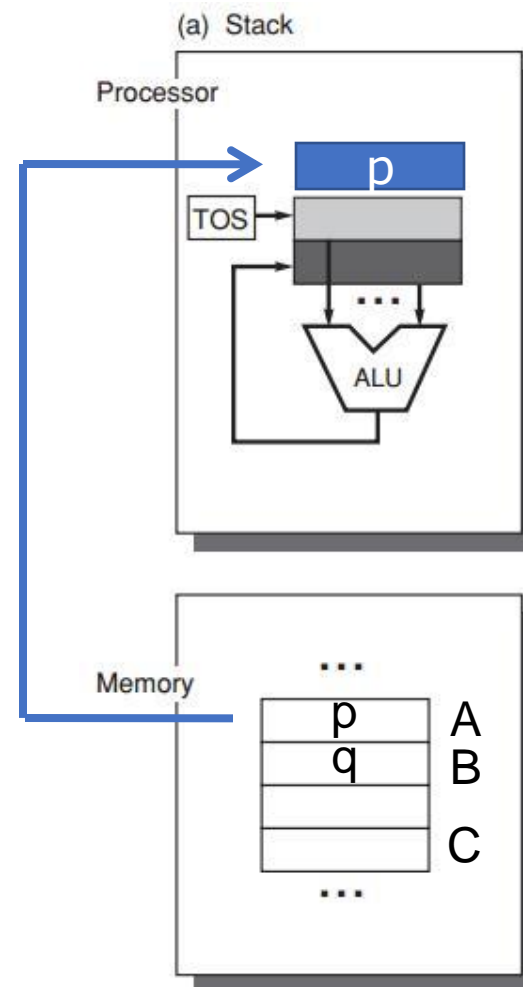 (a) Stack
Processor
p
TOS
...
ALU
...
Memory
p A
q B
C
...